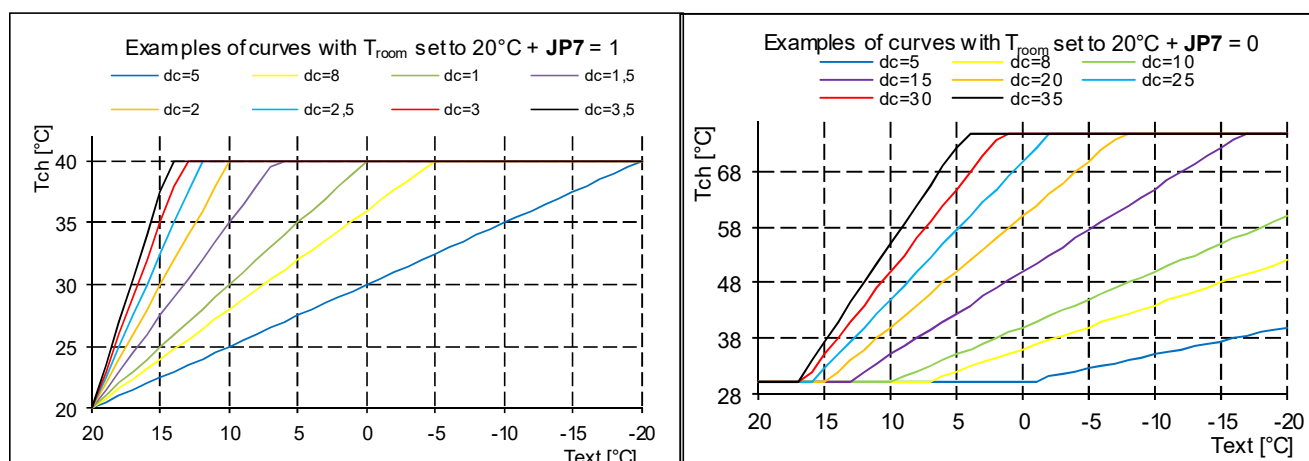 Examples of curves with Troom set to 20°C + JP7 = 1
dc=5 dc=8 dc=1 dc=1,5
dc=2 dc=2,5 dc=3 dc=3,5
Tch [°C]
40
35
30
25
20
20 15 10 5 0 -5 -10 -15 -20
Text [°C]
Examples of curves with Troom set to 20°C + JP7 = 0
dc=5 dc=8 dc=10
dc=15 dc=20 dc=25
dc=30 dc=35
Tch [°C]
68
58
48
38
28
20 15 10 5 0 -5 -10 -15 -20
Text [°C]